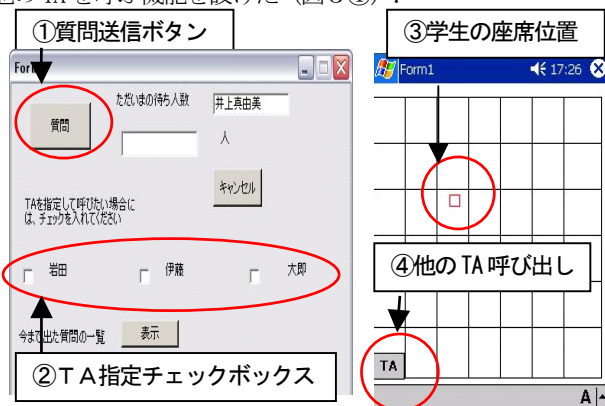 他の TA を呼ぶ機能を設けた（図３④）．
①質問送信ボタン
Form1
質問
ただいまの待ち人数
井上真由美
人
キャンセル
TAを指定して呼びたい場合に
は、チェックを入れてください
岩田
伊藤
大即
今まで出た質問の一覧
表示
②ＴＡ指定チェックボックス
③学生の座席位置
Form1
17:26
④他の TA 呼び出し
TA
A